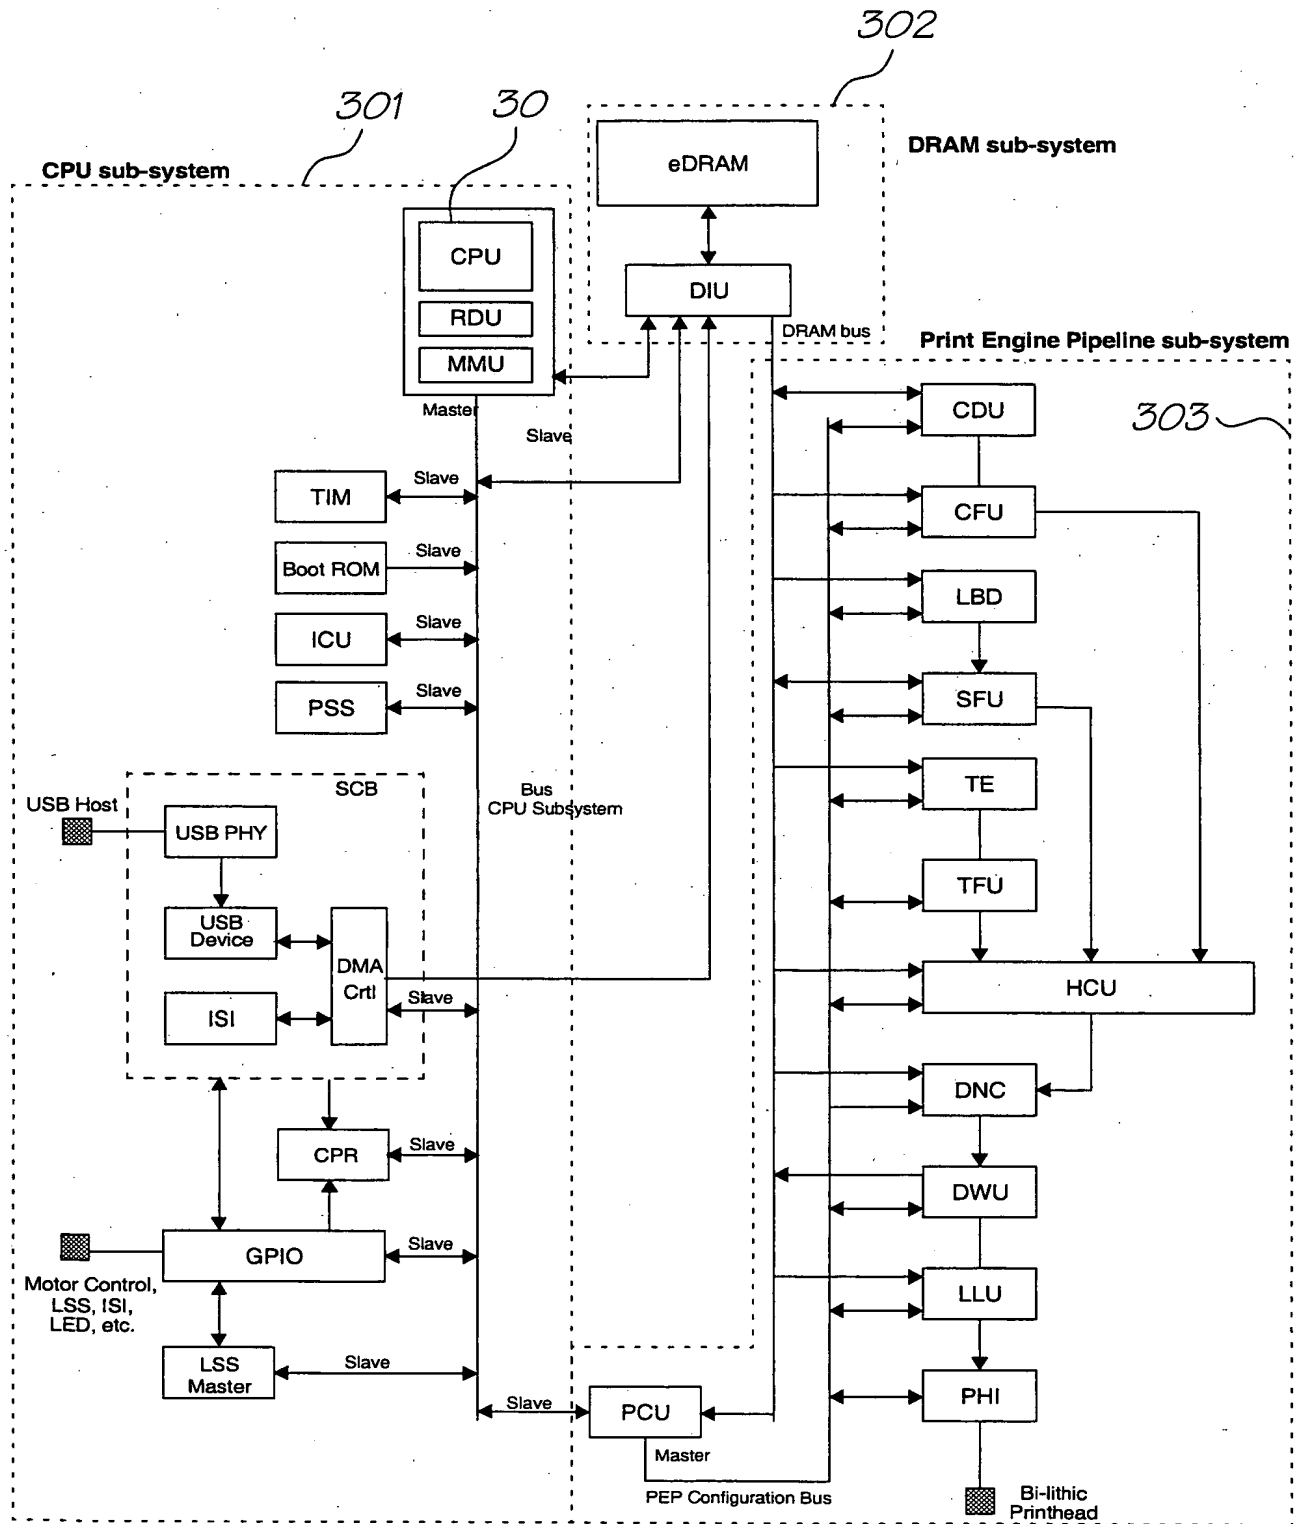 302
301
30
CPU sub-system
DRAM sub-system
eDRAM
CPU
RDU
MMU
DIU
DRAM bus
Print Engine Pipeline sub-system
Master
Slave
303
CDU
TIM
Slave
CFU
Boot ROM
Slave
LBD
ICU
Slave
PSS
Slave
SFU
SCB
Bus
CPU Subsystem
TE
USB Host
USB PHY
TFU
USB
Device
DMA
Crtl
ISI
Slave
HCU
DNC
CPR
Slave
DWU
GPIO
Slave
Motor Control,
LSS, ISI,
LED, etc.
LLU
LSS
Master
Slave
PHI
Slave
PCU
Master
PEP Configuration Bus
Bi-lithic
Printhead